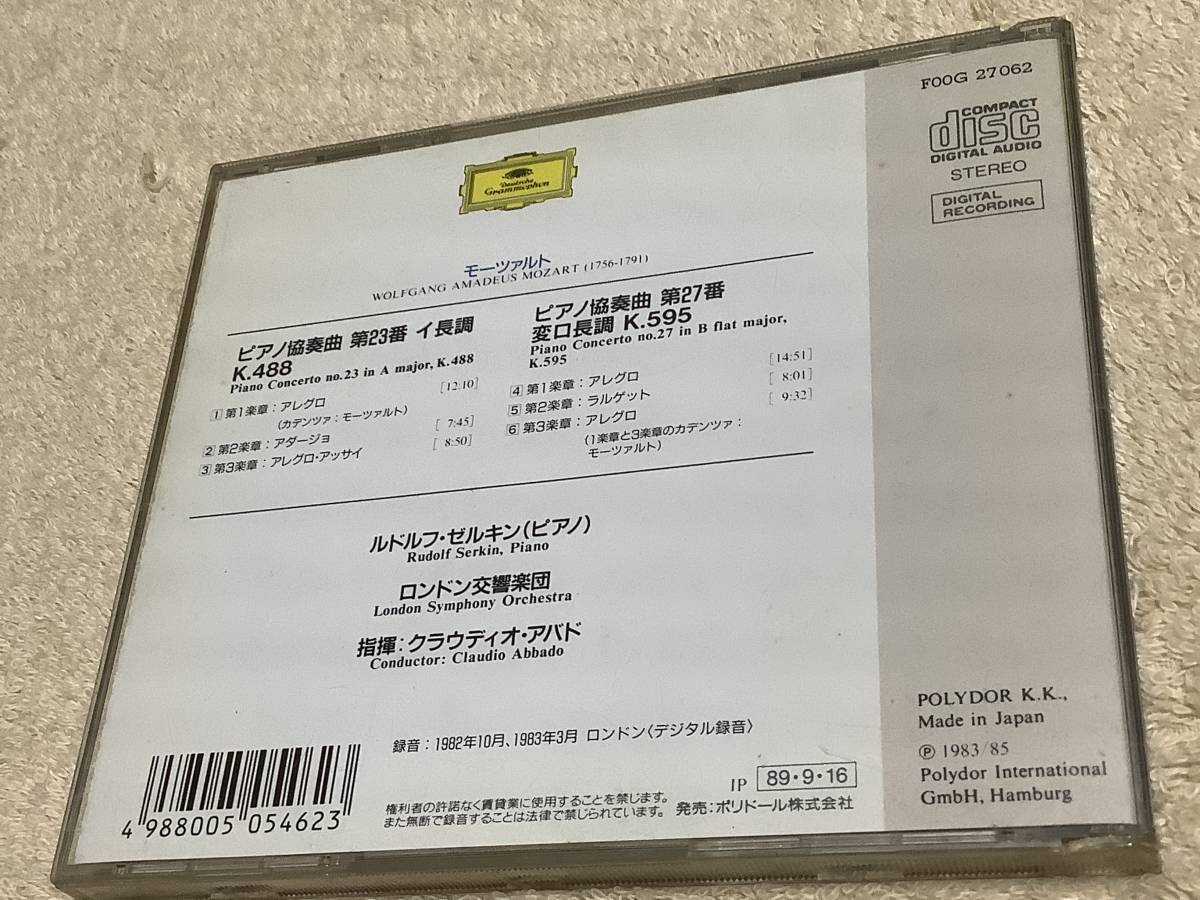 F00G 27062
COMPACT
disc
DIGITAL AUDIO
STEREO
DIGITAL
RECORDING
Deutsche
Grammophon
モーツァルト
WOLFGANG AMADEUS MOZART (1756-1791)
ピアノ協奏曲 第23番 イ長調
K.488
Piano Concerto no.23 in A major, K.488
1 第1楽章：アレグロ [12:10]
（カデンツァ：モーツァルト）
2 第2楽章：アダージョ [ 7:45]
3 第3楽章：アレグロ・アッサイ [ 8:50]
ピアノ協奏曲 第27番
変ロ長調 K.595
Piano Concerto no.27 in B flat major,
K.595
4 第1楽章：アレグロ [14:51]
5 第2楽章：ラルゲット [ 8:01]
6 第3楽章：アレグロ [ 9:32]
（1楽章と3楽章のカデンツァ：
モーツァルト）
ルドルフ・ゼルキン（ピアノ）
Rudolf Serkin, Piano
ロンドン交響楽団
London Symphony Orchestra
指揮：クラウディオ・アバド
Conductor: Claudio Abbado
録音：1982年10月、1983年3月 ロンドン〈デジタル録音〉
JP 89・9・16
権利者の許諾なく賃貸業に使用することを禁じます。
また無断で録音することは法律で禁じられています。 発売：ポリドール株式会社
4 988005 054623
POLYDOR K.K.,
Made in Japan
℗ 1983/85
Polydor International
GmbH, Hamburg